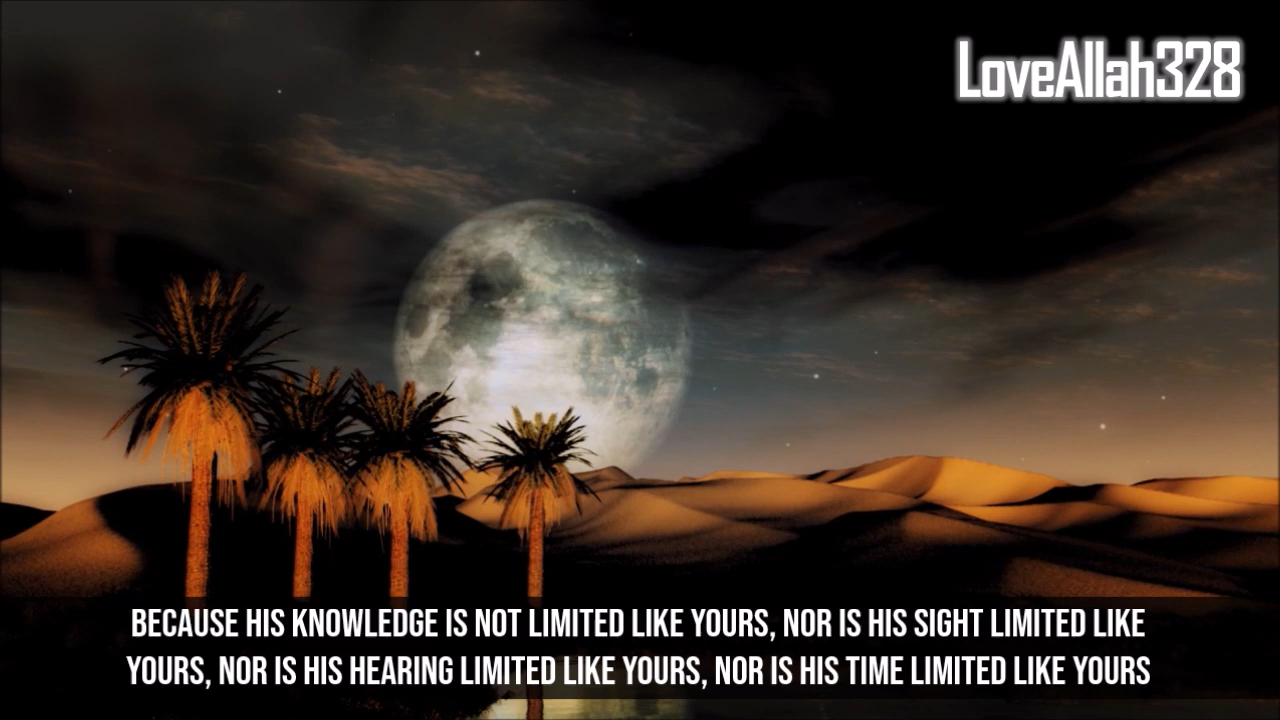 LoveAllah328
BECAUSE HIS KNOWLEDGE IS NOT LIMITED LIKE YOURS, NOR IS HIS SIGHT LIMITED LIKE
YOURS, NOR IS HIS HEARING LIMITED LIKE YOURS, NOR IS HIS TIME LIMITED LIKE YOURS